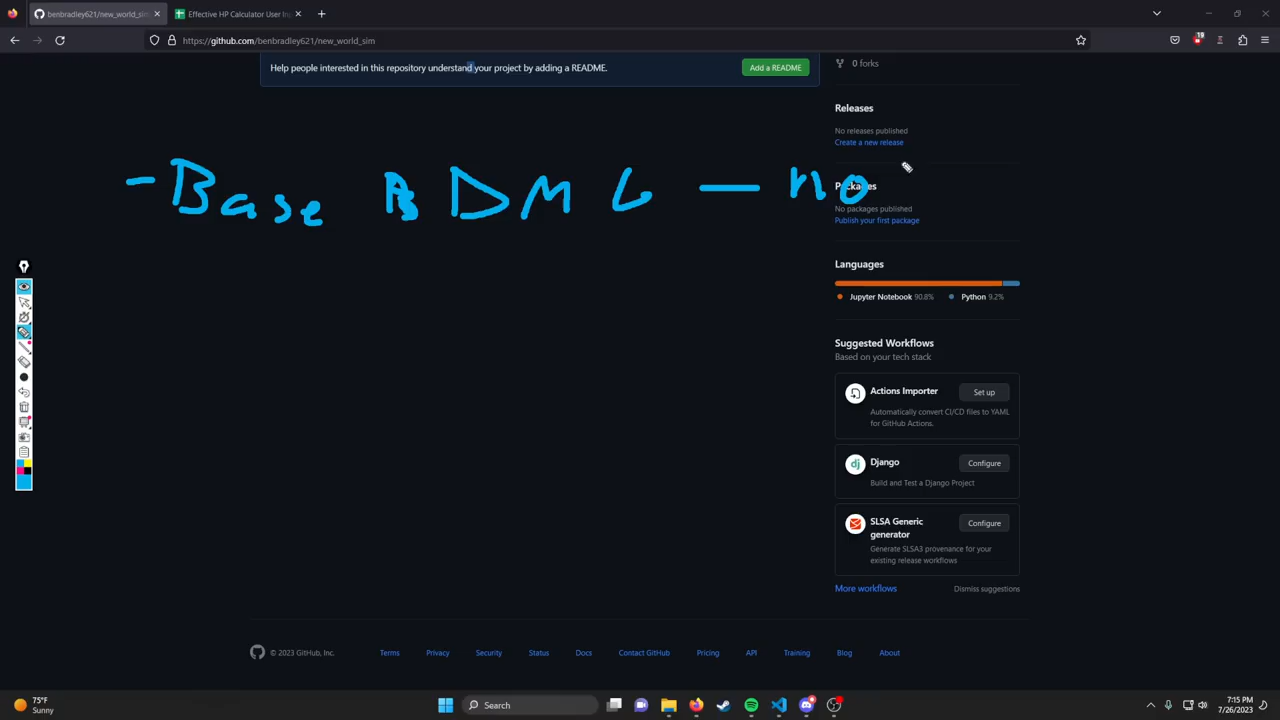 benbradley621/new_world_sim
Effective HP Calculator User Inp
https://github.com/benbradley621/new_world_sim
19
Help people interested in this repository understand your project by adding a README.
Add a README
0 forks
Releases
No releases published
Create a new release
- Base DMG — no
Packages
No packages published
Publish your first package
Languages
Jupyter Notebook 90.8%
Python 9.2%
Suggested Workflows
Based on your tech stack
Actions Importer
Set up
Automatically convert CI/CD files to YAML
for GitHub Actions.
dj
Django
Configure
Build and Test a Django Project
SLSA Generic
generator
Configure
Generate SLSA3 provenance for your
existing release workflows
More workflows
Dismiss suggestions
© 2023 GitHub, Inc.
Terms
Privacy
Security
Status
Docs
Contact GitHub
Pricing
API
Training
Blog
About
75°F
Sunny
Search
7:15 PM
7/26/2023